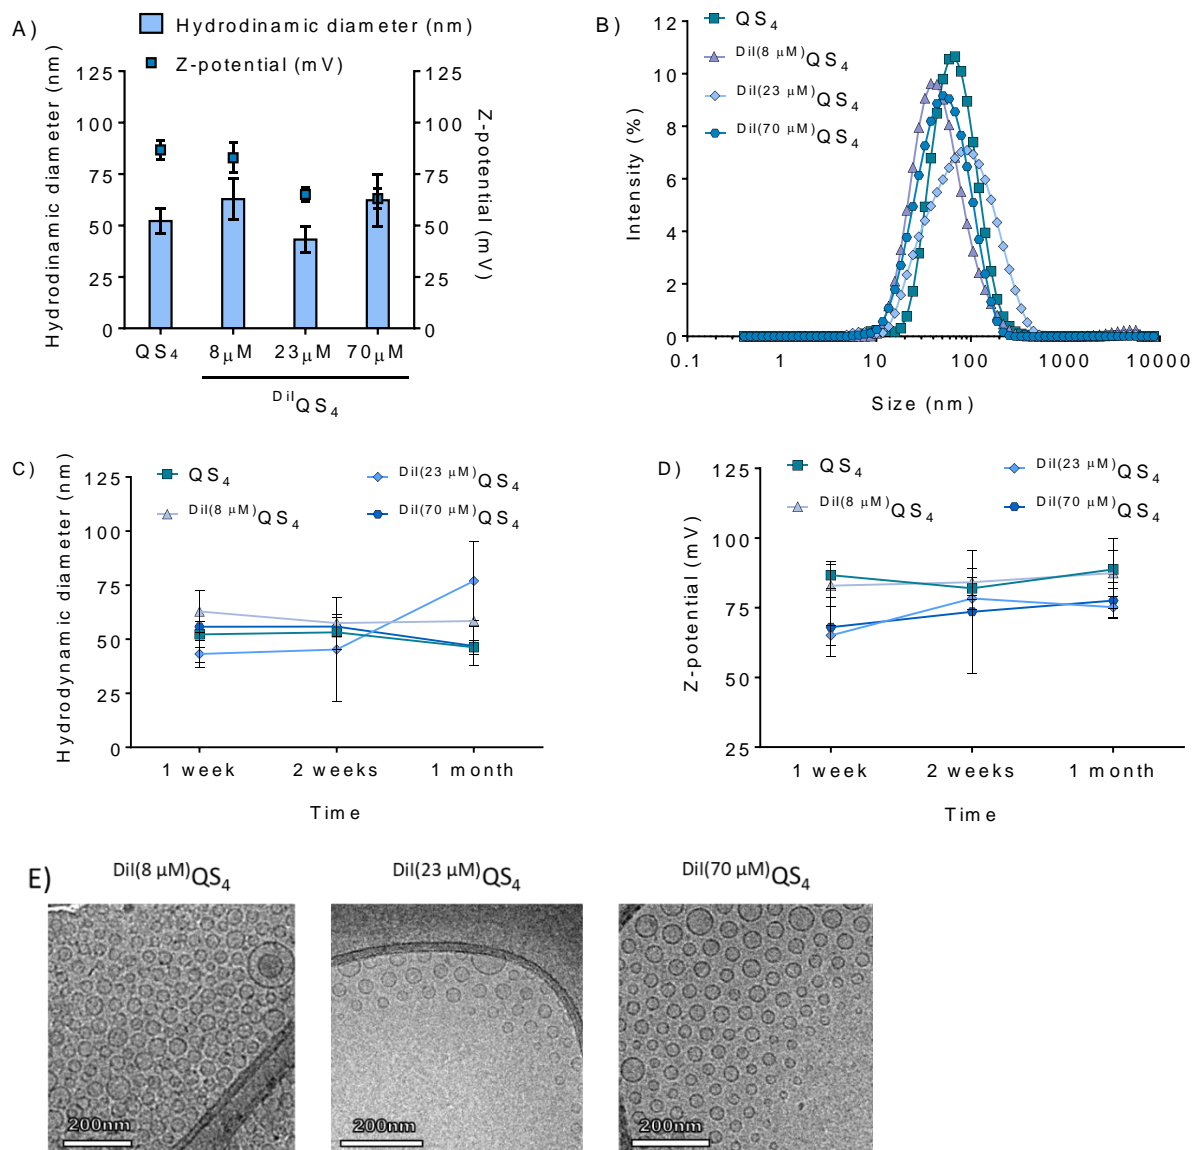 A)
Hydrodinamic diameter (nm)
Z-potential (mV)
Hydrodinamic diameter (nm)
125
100
75
50
25
0
125
100
75
50
25
0
Z-potential (mV)
QS4 8μM 23μM 70μM
DilQS4
B)
QS4
Dil(8 μM)QS4
Dil(23 μM)QS4
Dil(70 μM)QS4
Intensity (%)
12
10
8
6
4
2
0
0.1 1 10 100 1000 10000
Size (nm)
C)
QS4
Dil(8 μM)QS4
Dil(23 μM)QS4
Dil(70 μM)QS4
Hydrodynamic diameter (nm)
125
100
75
50
25
0
1 week 2 weeks 1 month
Time
D)
QS4
Dil(8 μM)QS4
Dil(23 μM)QS4
Dil(70 μM)QS4
Z-potential (mV)
125
100
75
50
25
1 week 2 weeks 1 month
Time
E)
Dil(8 μM)QS4
Dil(23 μM)QS4
Dil(70 μM)QS4
200nm
200nm
200nm